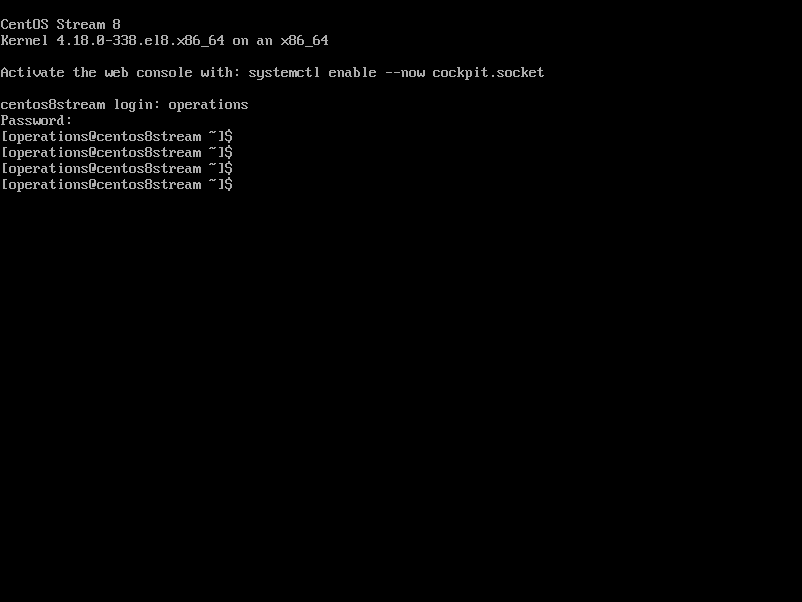 CentOS Stream 8
Kernel 4.18.0-338.el8.x86_64 on an x86_64
Activate the web console with: systemctl enable --now cockpit.socket
centos8stream login: operations
Password:
[operations@centos8stream ~]$
[operations@centos8stream ~]$
[operations@centos8stream ~]$
[operations@centos8stream ~]$